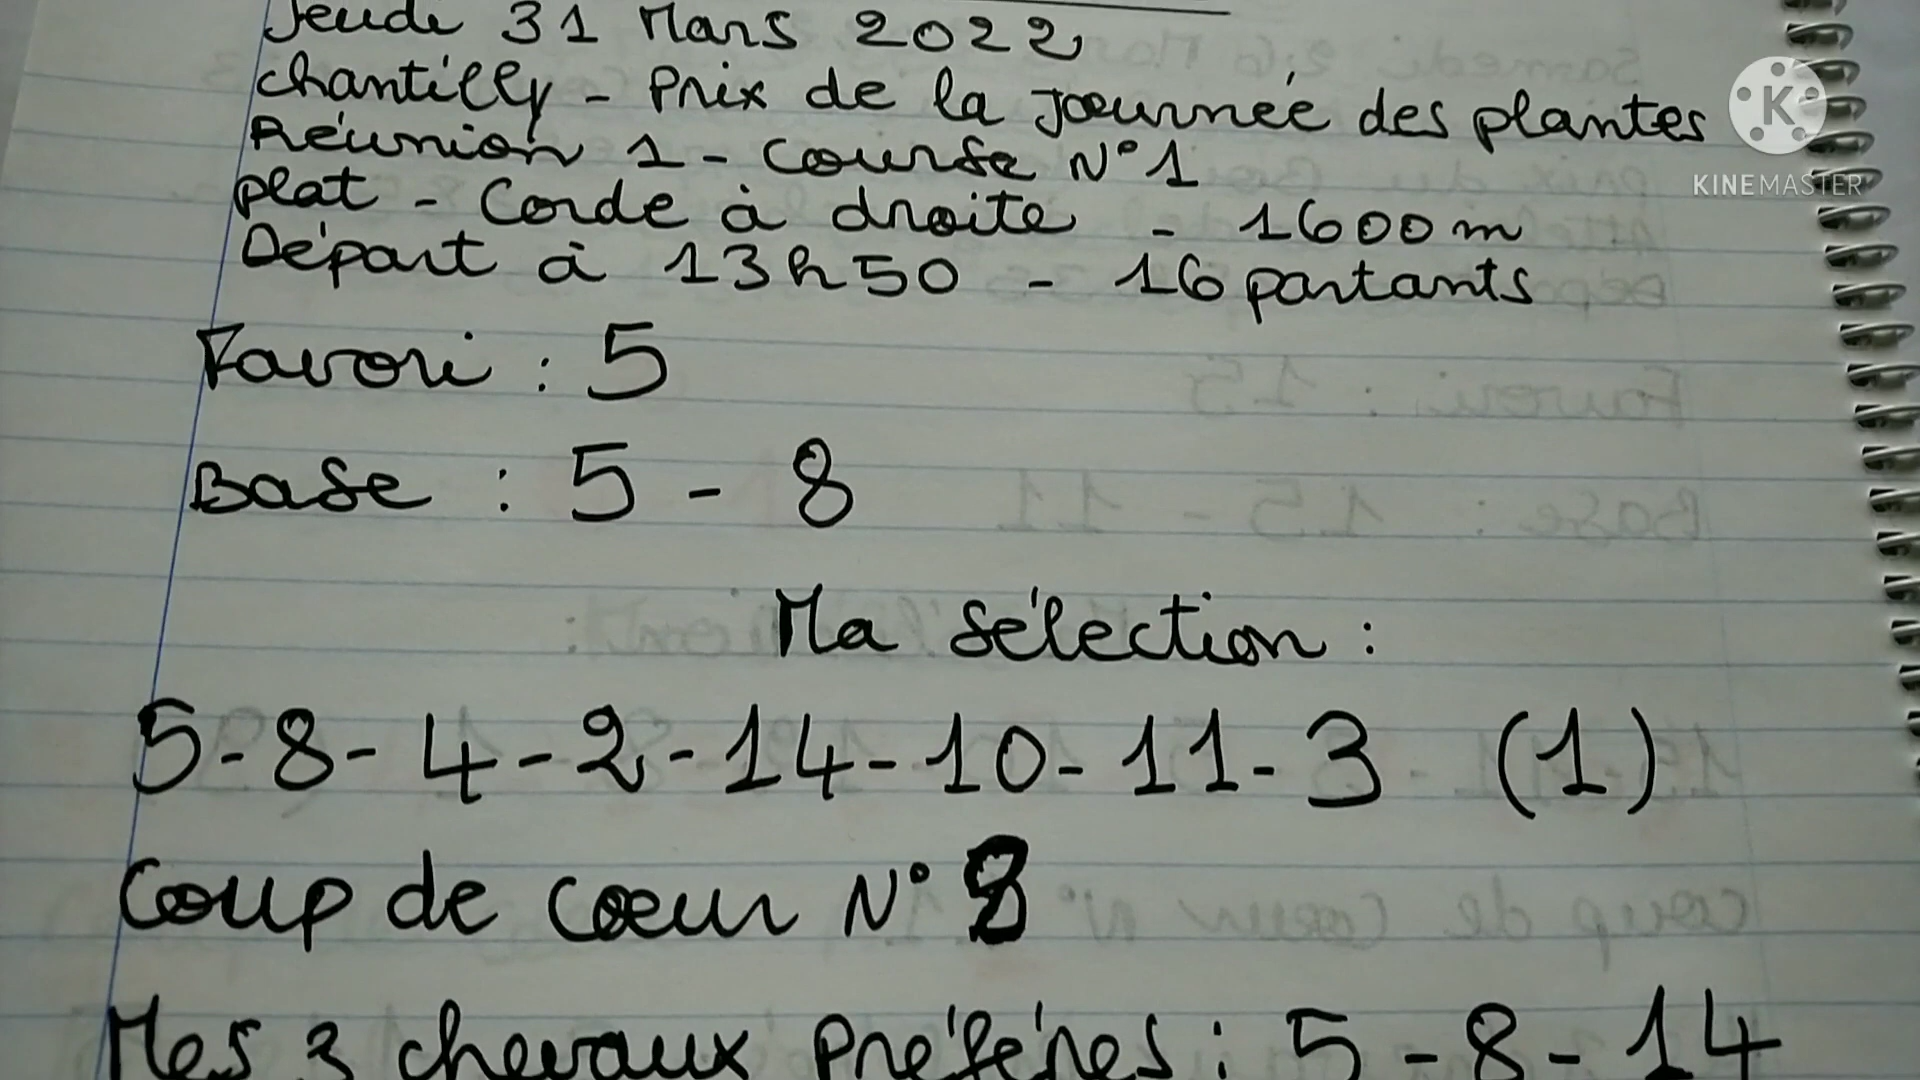 Jeudi 31 Mars 2022
Chantilly - Prix de la Journée des plantes
Réunion 1 - Course N°1
plat - Corde à droite - 1600m
Départ à 13h50 - 16 partants
Favori : 5
Base : 5 - 8
Ma sélection :
5-8-4-2-14-10-11-3 (1)
Coup de cœur N°
Mes 3 chevaux préférés : 5-8-14
KINEMASTER